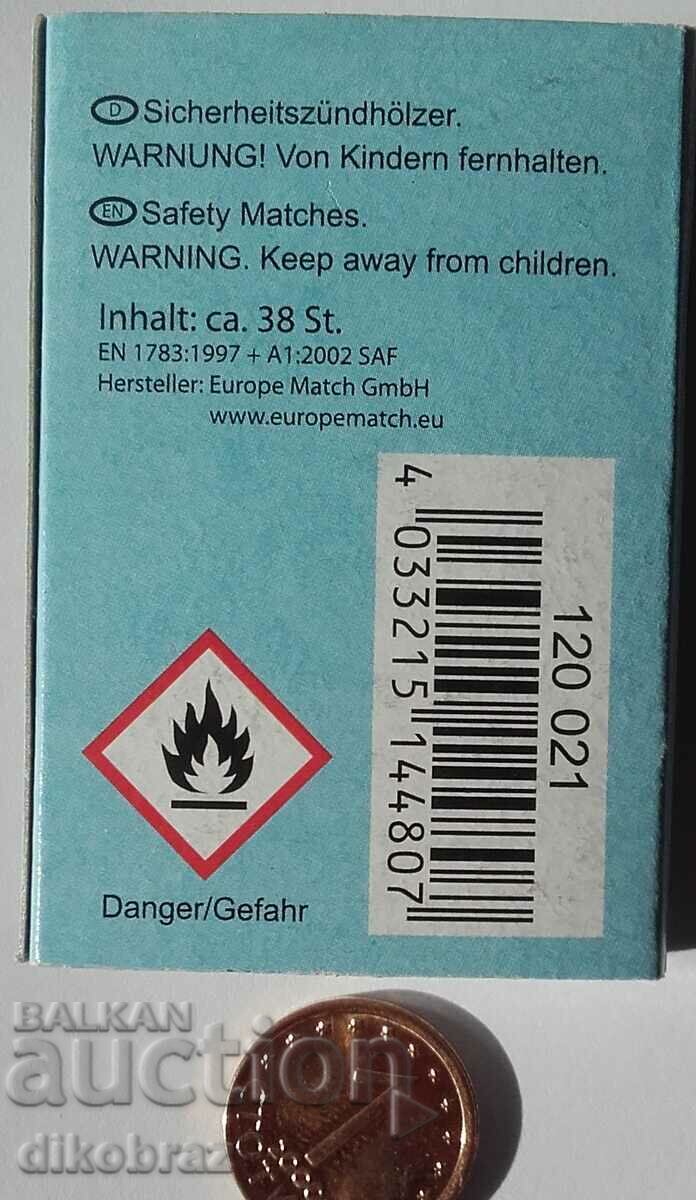 D Sicherheitszündhölzer.
WARNUNG! Von Kindern fernhalten.
EN Safety Matches.
WARNING. Keep away from children.
Inhalt: ca. 38 St.
EN 1783:1997 + A1:2002 SAF
Hersteller: Europe Match GmbH
www.europematch.eu
4 033215 144807
120 021
Danger/Gefahr
BALKAN
auction
dikobraz